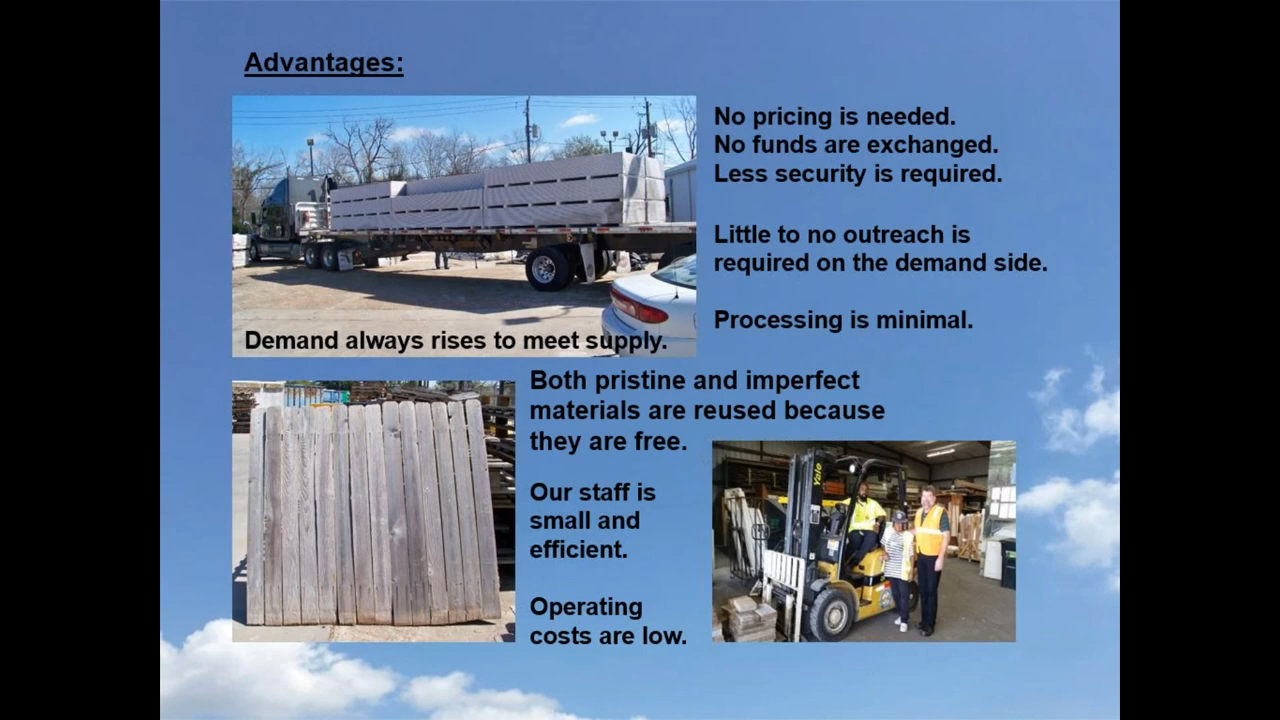 Advantages:
No pricing is needed.
No funds are exchanged.
Less security is required.
Little to no outreach is
required on the demand side.
Processing is minimal.
Demand always rises to meet supply.
Both pristine and imperfect
materials are reused because
they are free.
Our staff is
small and
efficient.
Operating
costs are low.
Yale